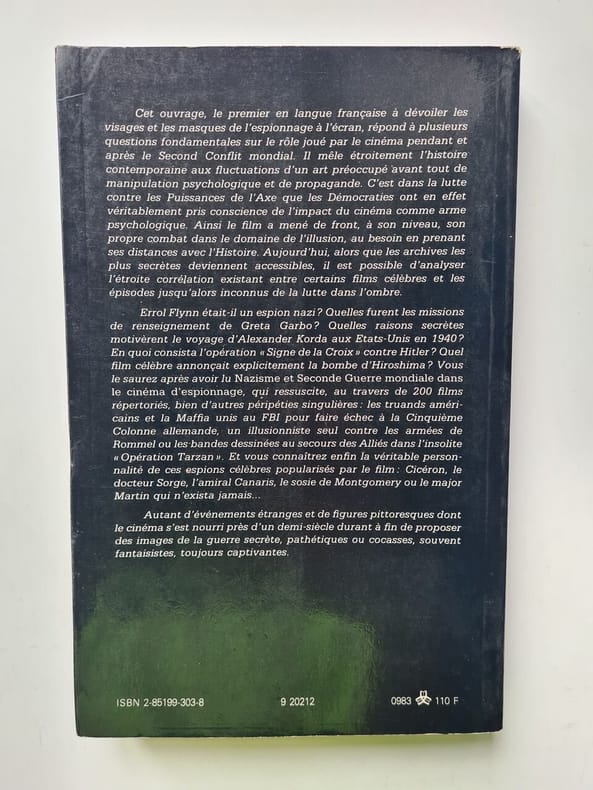 Cet ouvrage, le premier en langue française à dévoiler les
visages et les masques de l'espionnage à l'écran, répond à plusieurs
questions fondamentales sur le rôle joué par le cinéma pendant et
après le Second Conflit mondial. Il mêle étroitement l'histoire
contemporaine aux fluctuations d'un art préoccupé avant tout de
manipulation psychologique et de propagande. C'est dans la lutte
contre les Puissances de l'Axe que les Démocraties ont en effet
véritablement pris conscience de l'impact du cinéma comme arme
psychologique. Ainsi le film a mené de front, à son niveau, son
propre combat dans le domaine de l'illusion, au besoin en prenant
ses distances avec l'Histoire. Aujourd'hui, alors que les archives les
plus secrètes deviennent accessibles, il est possible d'analyser
l'étroite corrélation existant entre certains films célèbres et les
épisodes jusqu'alors inconnus de la lutte dans l'ombre.
Errol Flynn était-il un espion nazi ? Quelles furent les missions
de renseignement de Greta Garbo ? Quelles raisons secrètes
motivèrent le voyage d'Alexander Korda aux Etats-Unis en 1940 ?
En quoi consista l'opération « Signe de la Croix » contre Hitler ? Quel
film célèbre annonçait explicitement la bombe d'Hiroshima ? Vous
le saurez après avoir lu Nazisme et Seconde Guerre mondiale dans
le cinéma d'espionnage, qui ressuscite, au travers de 200 films
répertoriés, bien d'autres péripéties singulières : les truands améri-
cains et la Maffia unis au FBI pour faire échec à la Cinquième
Colonne allemande, un illusionniste seul contre les armées de
Rommel ou les bandes dessinées au secours des Alliés dans l'insolite
« Opération Tarzan ». Et vous connaîtrez enfin la véritable person-
nalité de ces espions célèbres popularisés par le film : Cicéron, le
docteur Sorge, l'amiral Canaris, le sosie de Montgomery ou le major
Martin qui n'exista jamais...
Autant d'événements étranges et de figures pittoresques dont
le cinéma s'est nourri près d'un demi-siècle durant à fin de proposer
des images de la guerre secrète, pathétiques ou cocasses, souvent
fantaisistes, toujours captivantes.
ISBN 2-85199-303-8 9 20212 0983 110 F